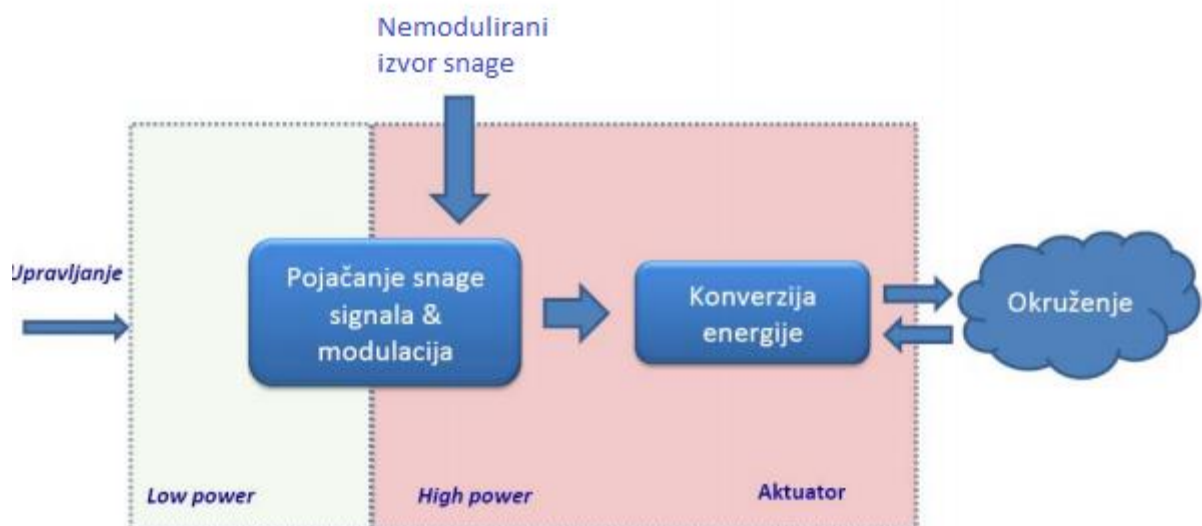 Nemodulirani
izvor snage
Upravljanje
Pojačanje snage
signala &
modulacija
Konverzija
energije
Okruženje
Low power
High power
Aktuator